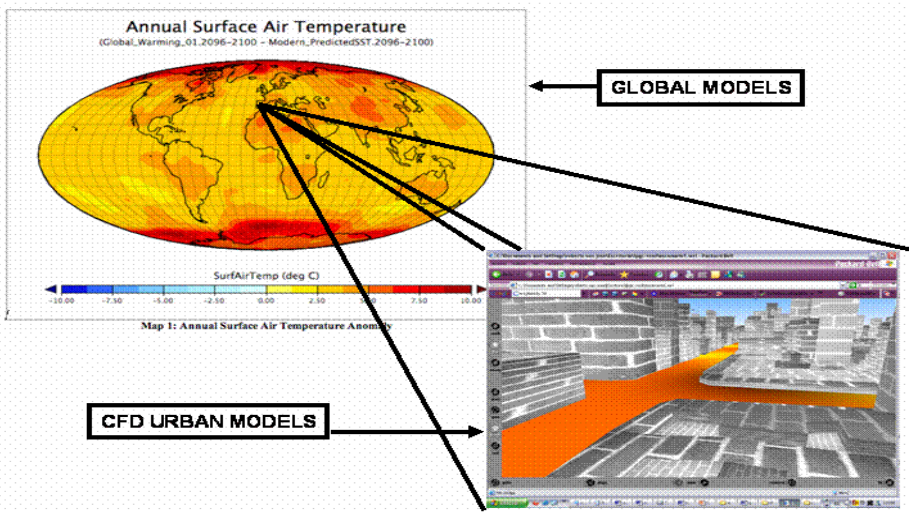 Annual Surface Air Temperature
(Global_Warming_01.2096-2100 - Modern_PredictedSST.2096-2100)
GLOBAL MODELS
SurfAirTemp (deg C)
-10.00 -7.50 -5.00 -2.50 0.00 2.50 5.00 7.50 10.00
Map 1: Annual Surface Air Temperature Anomaly
Packard Bell
CFD URBAN MODELS